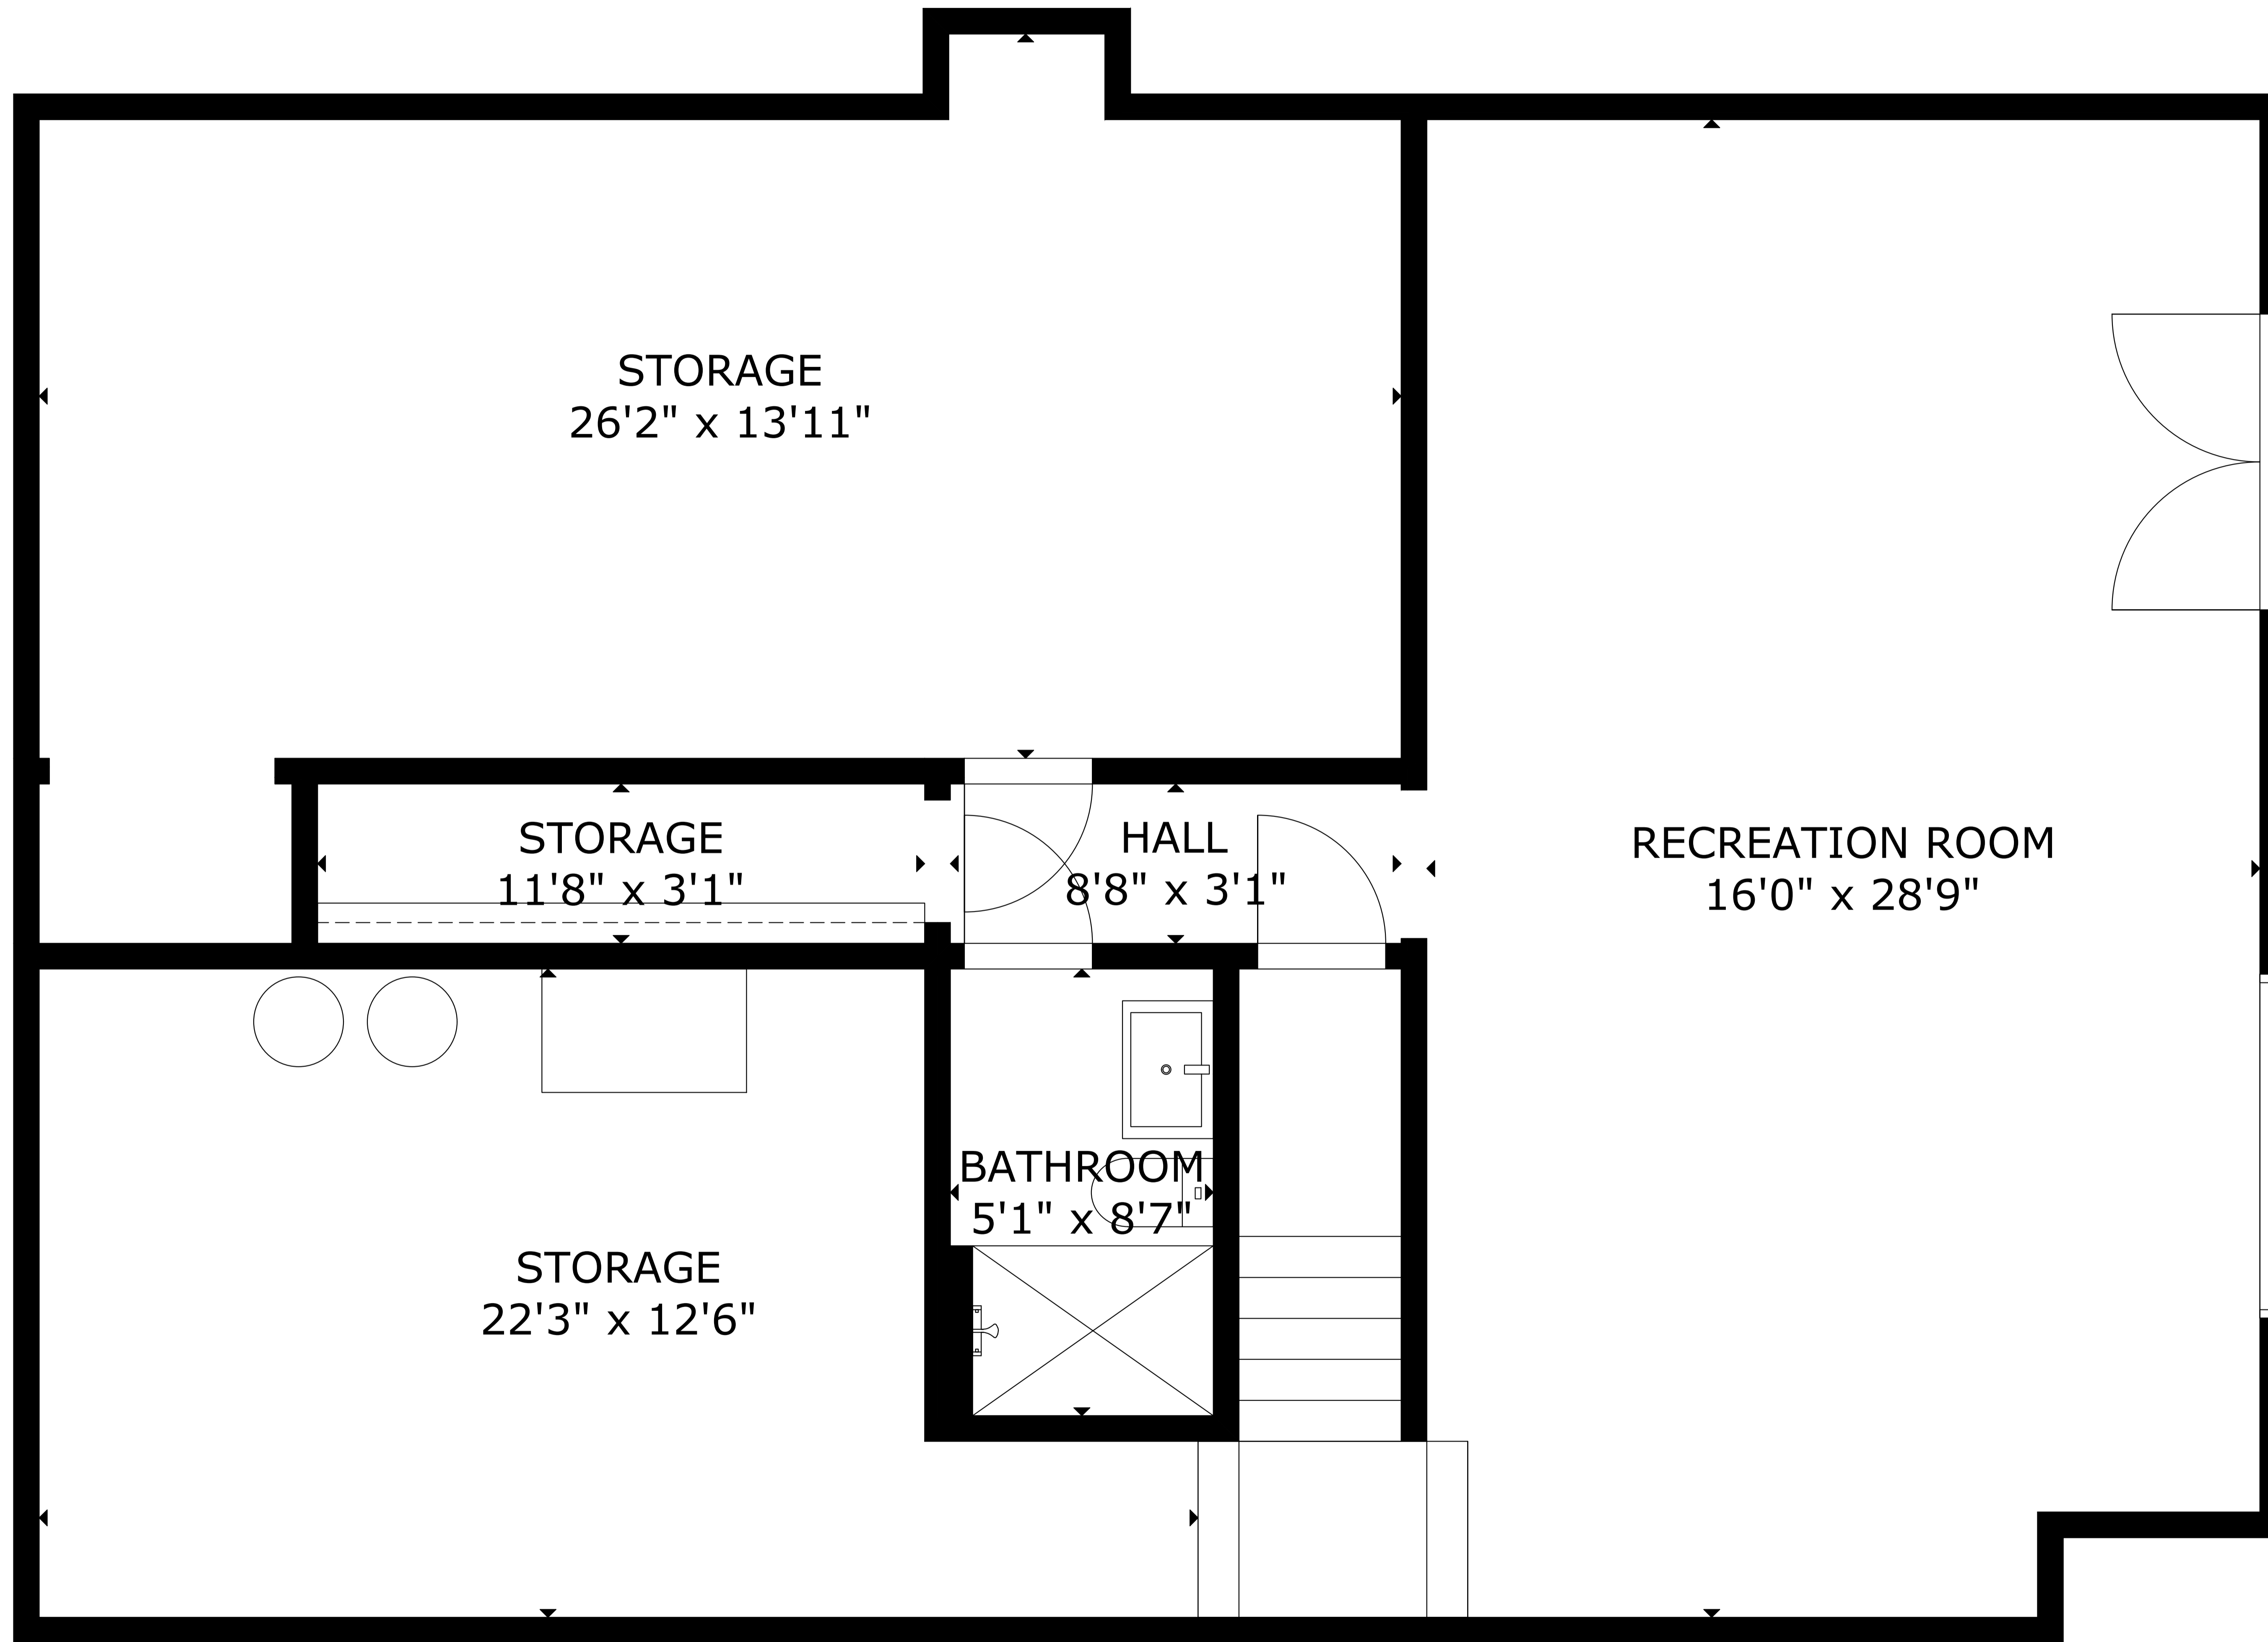 STORAGE
26'2" x 13'11"
STORAGE
11'8" x 3'1"
HALL
8'8" x 3'1"
RECREATION ROOM
16'0" x 28'9"
BATHROOM
5'1" x 8'7"
STORAGE
22'3" x 12'6"